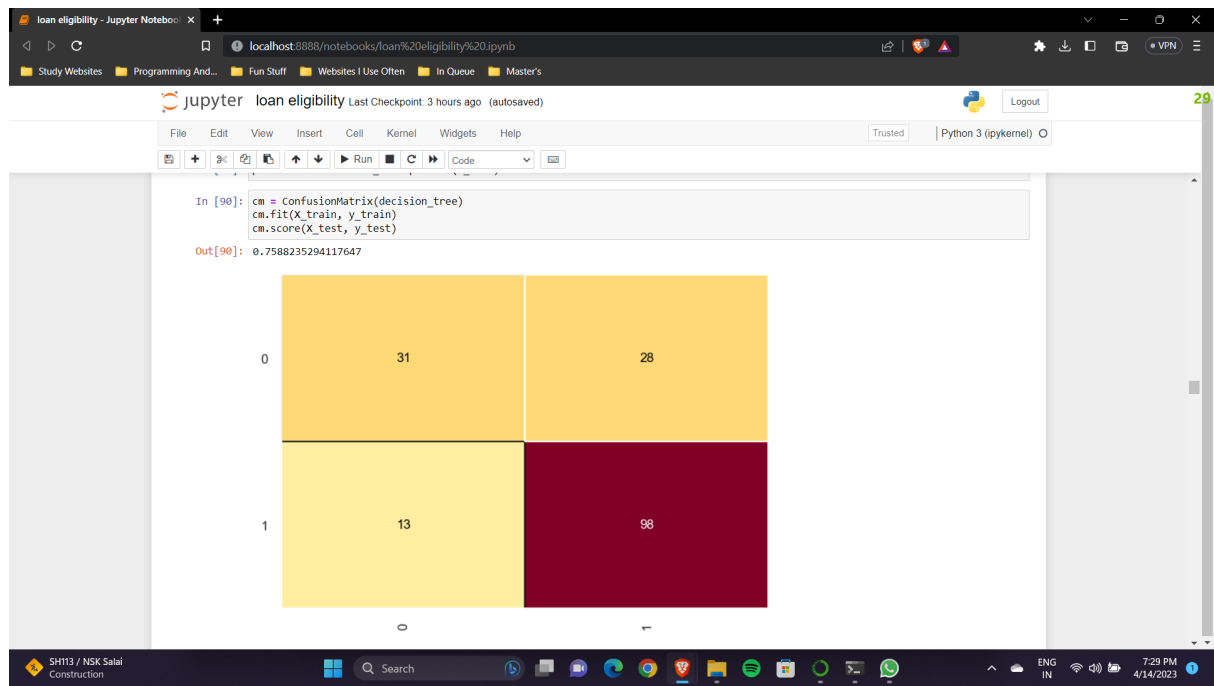 loan eligibility - Jupyter Noteboo
localhost:8888/notebooks/loan%20eligibility%20.ipynb
VPN
Study Websites Programming And... Fun Stuff Websites I Use Often In Queue Master's
jupyter loan eligibility Last Checkpoint: 3 hours ago (autosaved)
Logout
29
File Edit View Insert Cell Kernel Widgets Help
Trusted Python 3 (ipykernel)
Run Code
In [90]: cm = ConfusionMatrix(decision_tree)
cm.fit(X_train, y_train)
cm.score(X_test, y_test)
Out[90]: 0.7588235294117647
0 31 28
1 13 98
0 1
SH113 / NSK Salai
Construction
Search
ENG
IN
7:29 PM
4/14/2023
1